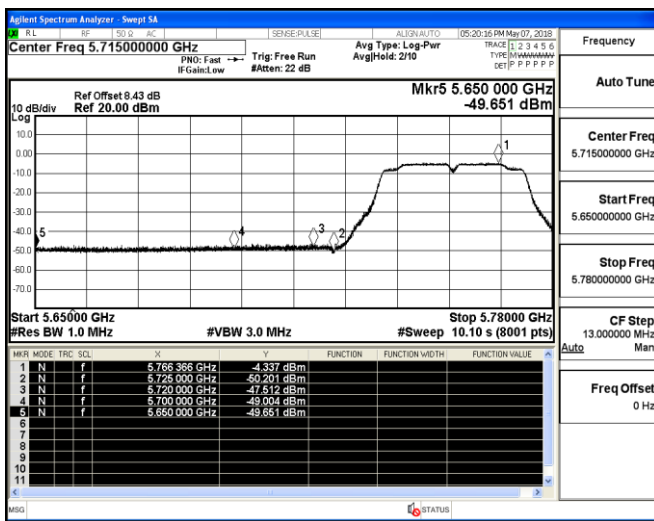 Agilent Spectrum Analyzer - Swept SA
RL RF 50 Ω AC SENSE:PULSE ALIGN AUTO 05:20:16 PM May 07, 2018
Center Freq 5.715000000 GHz
PNO: Fast
IFGain:Low
Trig: Free Run
#Atten: 22 dB
Avg Type: Log-Pwr
Avg|Hold: 2/10
TRACE 1 2 3 4 5 6
TYPE
DET P P P P P P
Ref Offset 8.43 dB
Ref 20.00 dBm
10 dB/div
Log
Mkr5 5.650 000 GHz
-49.651 dBm
10.0
0.00
-10.0
-20.0
-30.0
-40.0
-50.0
-60.0
-70.0
1
2
3
4
5
Start 5.65000 GHz
#Res BW 1.0 MHz
#VBW 3.0 MHz
Stop 5.78000 GHz
#Sweep 10.10 s (8001 pts)
MKR MODE TRC SCL X Y FUNCTION FUNCTION WIDTH FUNCTION VALUE
1 N f 5.766 366 GHz -4.337 dBm
2 N f 5.725 000 GHz -50.201 dBm
3 N f 5.720 000 GHz -47.512 dBm
4 N f 5.700 000 GHz -49.004 dBm
5 N f 5.650 000 GHz -49.651 dBm
6
7
8
9
10
11
MSG STATUS
Frequency
Auto Tune
Center Freq
5.715000000 GHz
Start Freq
5.650000000 GHz
Stop Freq
5.780000000 GHz
CF Step
13.000000 MHz
Auto Man
Freq Offset
0 Hz